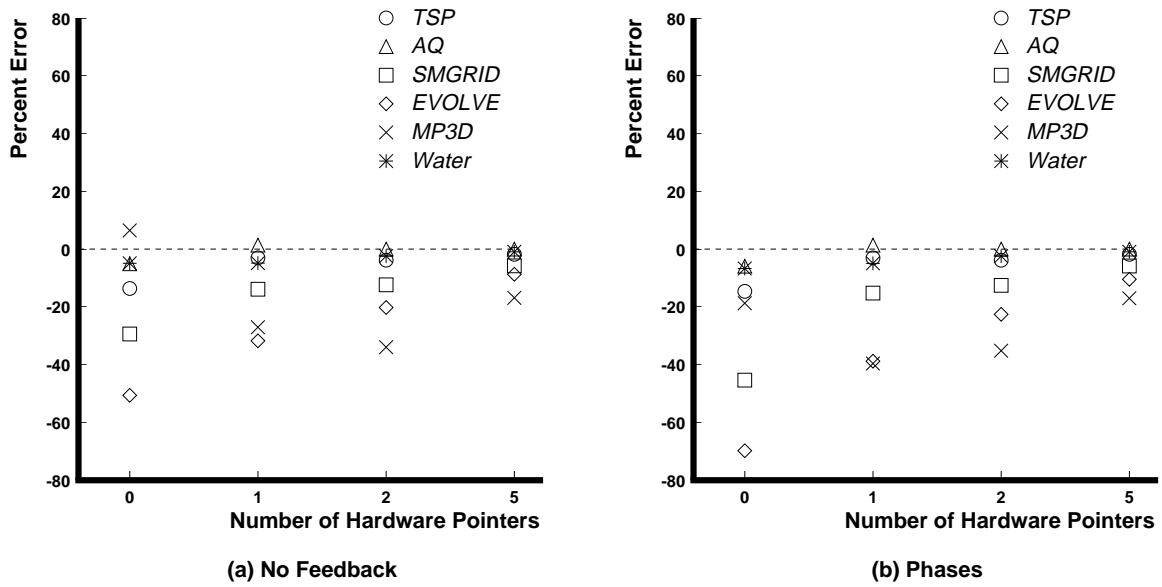 Percent Error
80
60
40
20
0
-20
-40
-60
-80
TSP
AQ
SMGRID
EVOLVE
MP3D
Water
0 1 2 5
Number of Hardware Pointers
(a) No Feedback
Percent Error
80
60
40
20
0
-20
-40
-60
-80
TSP
AQ
SMGRID
EVOLVE
MP3D
Water
0 1 2 5
Number of Hardware Pointers
(b) Phases